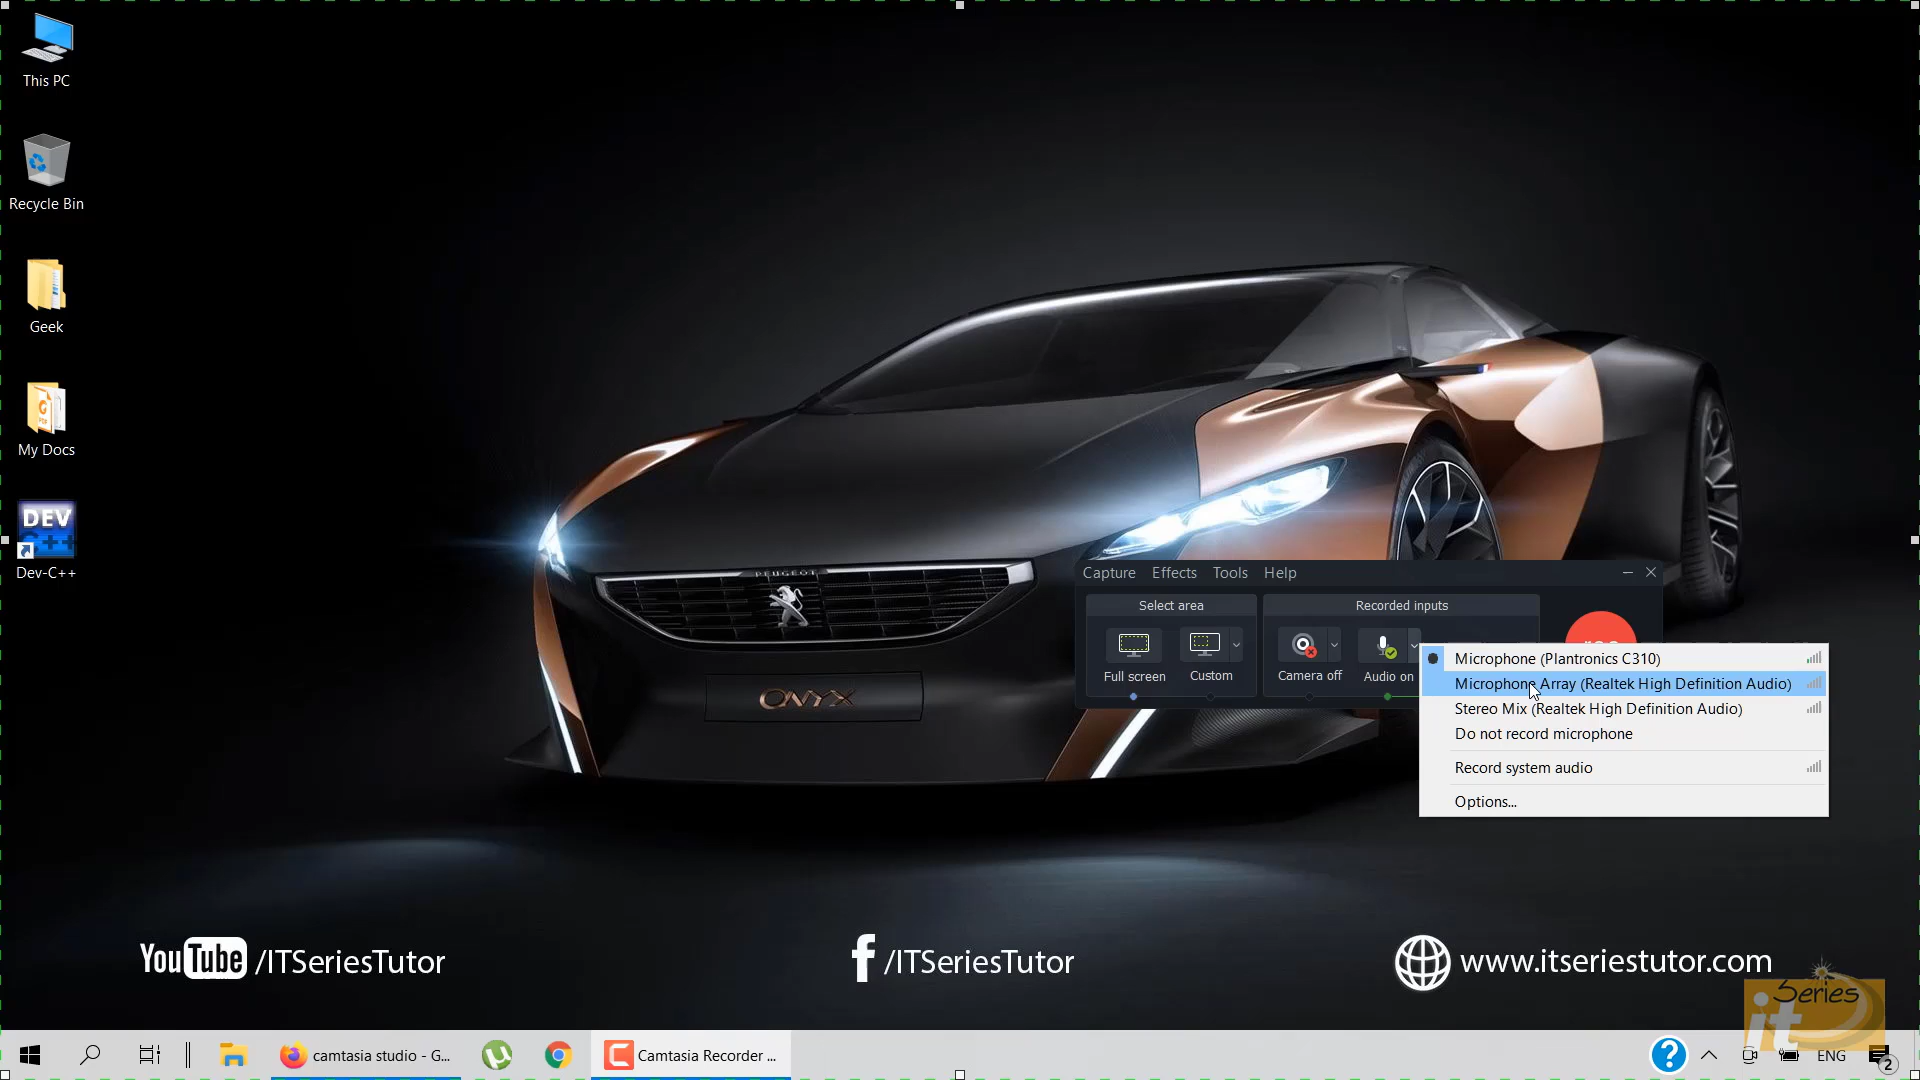 This PC
Recycle Bin
Geek
My Docs
DEV
C++
Dev-C++
PEUGEOT
ONYX
Capture Effects Tools Help
Select area
Recorded inputs
Full screen
Custom
Camera off
Audio on
Microphone (Plantronics C310)
Microphone Array (Realtek High Definition Audio)
Stereo Mix (Realtek High Definition Audio)
Do not record microphone
Record system audio
Options...
YouTube /ITSeriesTutor
f /ITSeriesTutor
www.itseriestutor.com
it Series
camtasia studio - G...
Camtasia Recorder ...
ENG
2